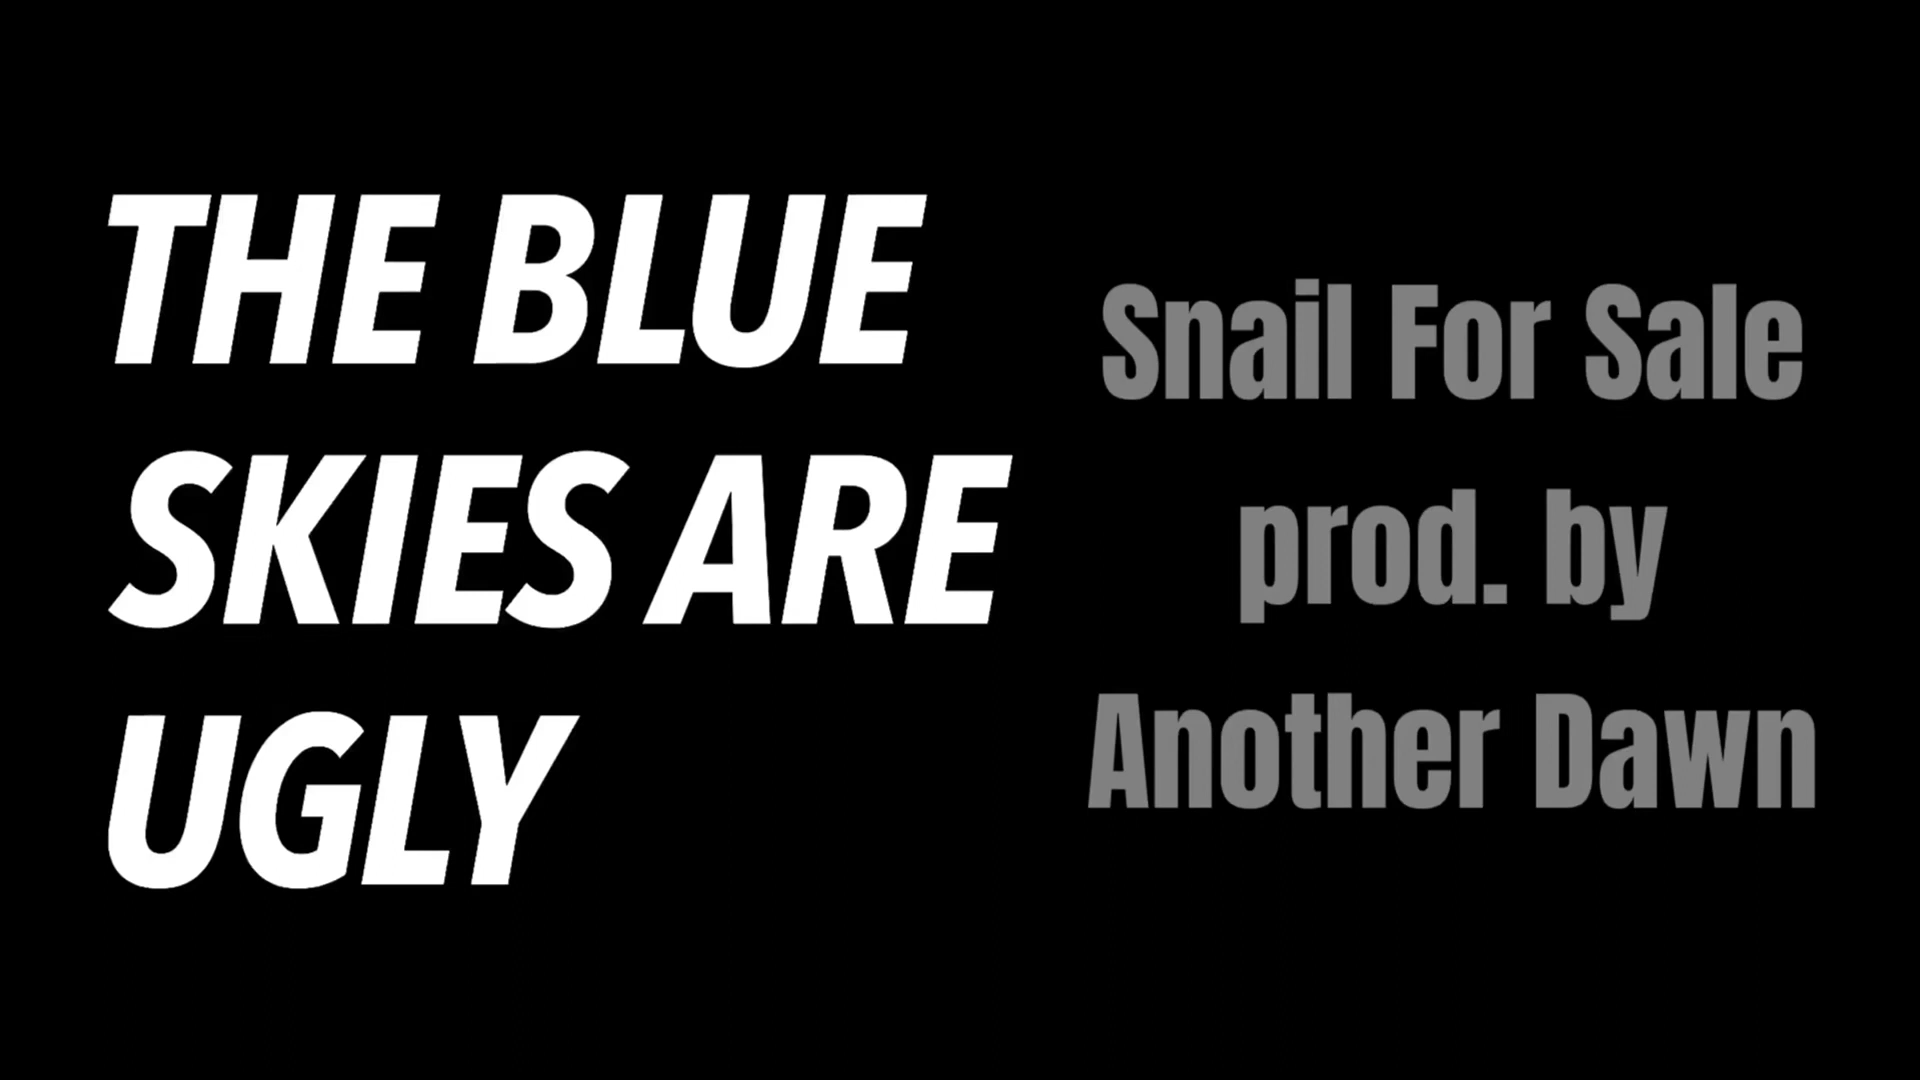 THE BLUE
SKIES ARE
UGLY
Snail For Sale
prod. by
Another Dawn